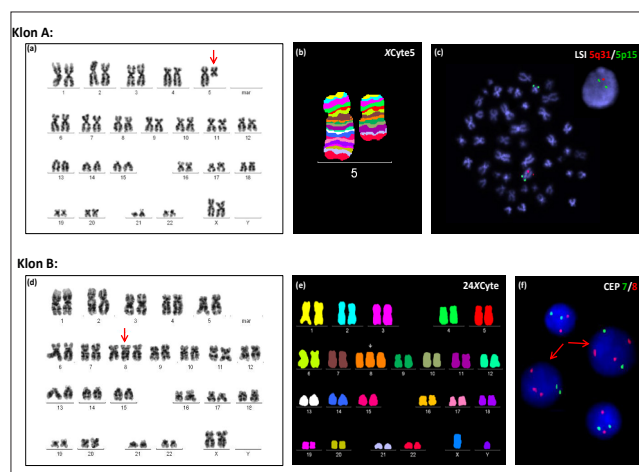 Klon A:
(a)
1 2 3 4 5 mar
6 7 8 9 10 11 12
13 14 15 16 17 18
19 20 21 22 X Y
(b) XCyte5
5
(c) LSI 5q31/5p15
Klon B:
(d)
1 2 3 4 5 mar
6 7 8 9 10 11 12
13 14 15 16 17 18
19 20 21 22 X Y
(e) 24XCyte
1 2 3 4 5
+
6 7 8 9 10 11 12
13 14 15 16 17 18
19 20 21 22 X Y
(f) CEP 7/8